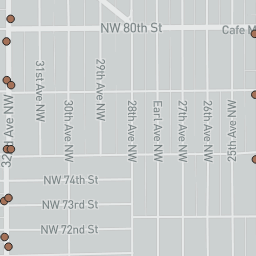 NW 80th St
Cafe M
31st Ave NW
29th Ave NW
32nd Ave NW
30th Ave NW
28th Ave NW
Earl Ave NW
27th Ave NW
26th Ave NW
25th Ave NW
NW 74th St
NW 73rd St
NW 72nd St